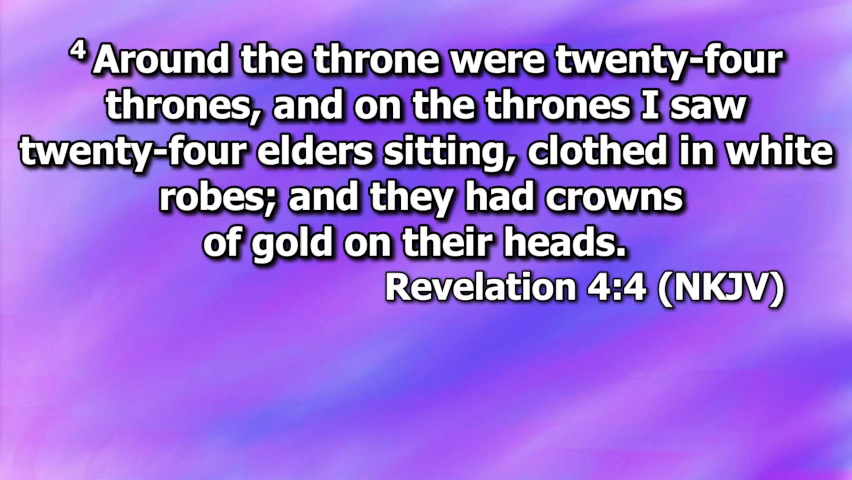 4 Around the throne were twenty-four
thrones, and on the thrones I saw
twenty-four elders sitting, clothed in white
robes; and they had crowns
of gold on their heads.
Revelation 4:4 (NKJV)